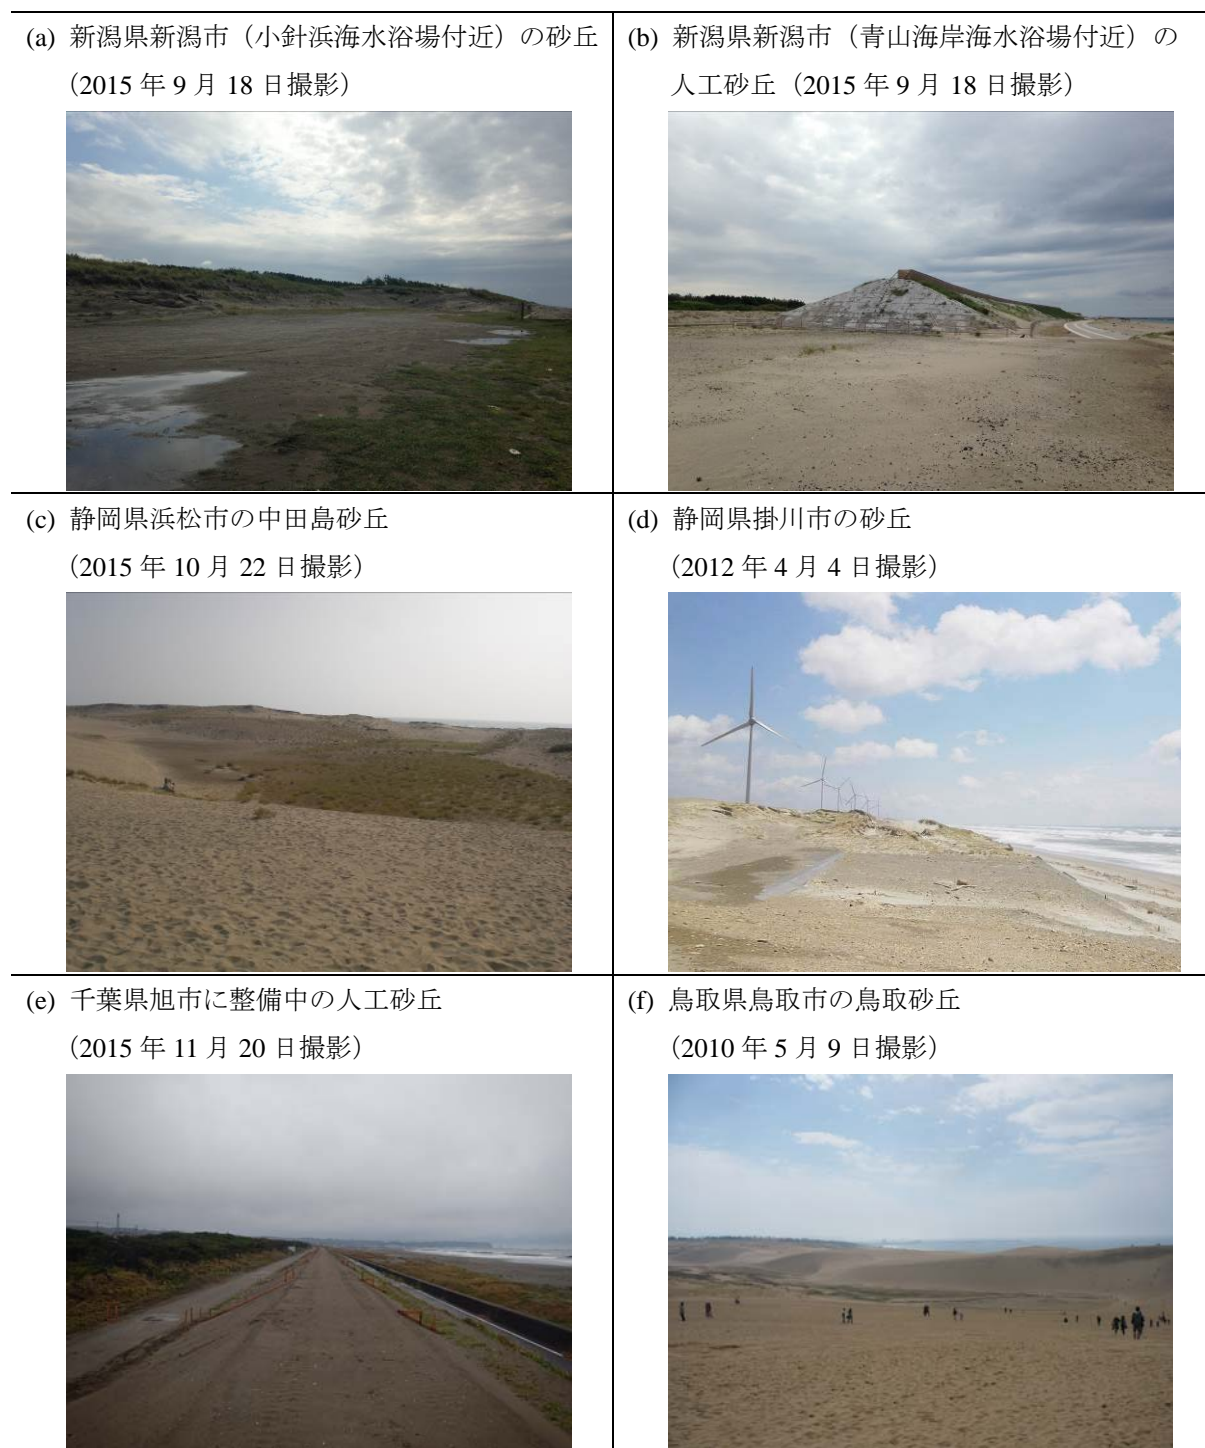 (a) 新潟県新潟市（小針浜海水浴場付近）の砂丘
（2015 年 9 月 18 日撮影）
(b) 新潟県新潟市（青山海岸海水浴場付近）の
人工砂丘（2015 年 9 月 18 日撮影）
(c) 静岡県浜松市の中田島砂丘
（2015 年 10 月 22 日撮影）
(d) 静岡県掛川市の砂丘
（2012 年 4 月 4 日撮影）
(e) 千葉県旭市に整備中の人工砂丘
（2015 年 11 月 20 日撮影）
(f) 鳥取県鳥取市の鳥取砂丘
（2010 年 5 月 9 日撮影）